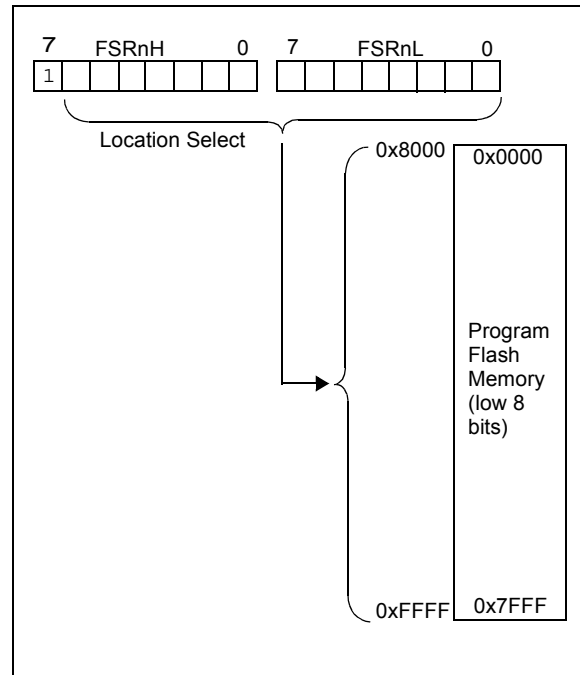 7 FSRnH 0 7 FSRnL 0
1
Location Select
0x8000 0x0000
Program
Flash
Memory
(low 8
bits)
0xFFFF 0x7FFF